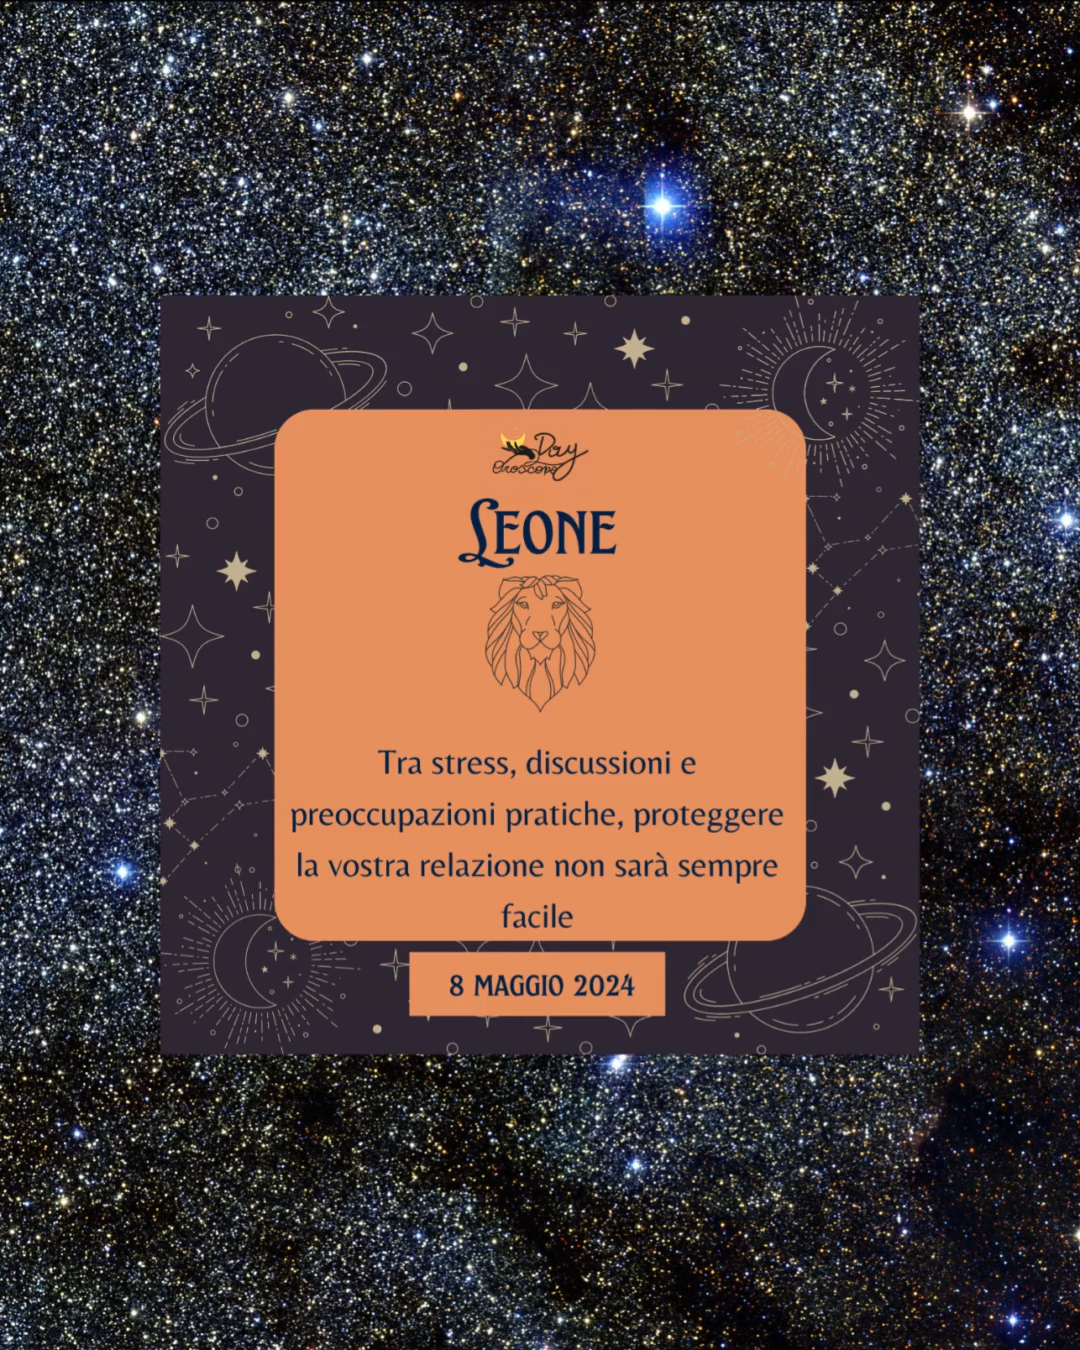 Day
Oroscopo
LEONE
Tra stress, discussioni e
preoccupazioni pratiche, proteggere
la vostra relazione non sarà sempre
facile
8 MAGGIO 2024